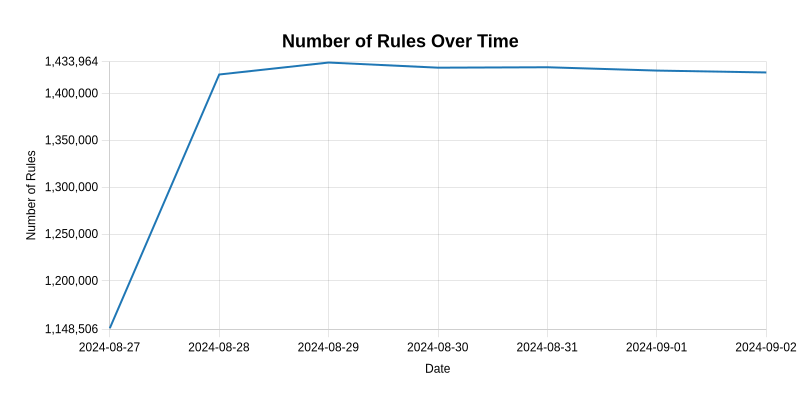 Number of Rules Over Time
1,433,964
1,400,000
1,350,000
1,300,000
1,250,000
1,200,000
1,148,506
Number of Rules
2024-08-27 2024-08-28 2024-08-29 2024-08-30 2024-08-31 2024-09-01 2024-09-02
Date